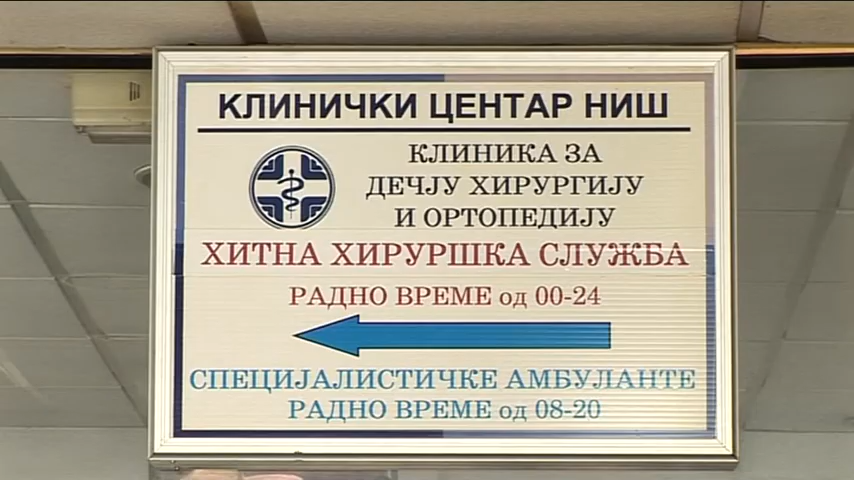 КЛИНИЧКИ ЦЕНТАР НИШ
КЛИНИКА ЗА
ДЕЧЈУ ХИРУРГИЈУ
И ОРТОПЕДИЈУ
ХИТНА ХИРУРШКА СЛУЖБА
РАДНО ВРЕМЕ од 00-24
СПЕЦИЈАЛИСТИЧКЕ АМБУЛАНТЕ
РАДНО ВРЕМЕ од 08-20